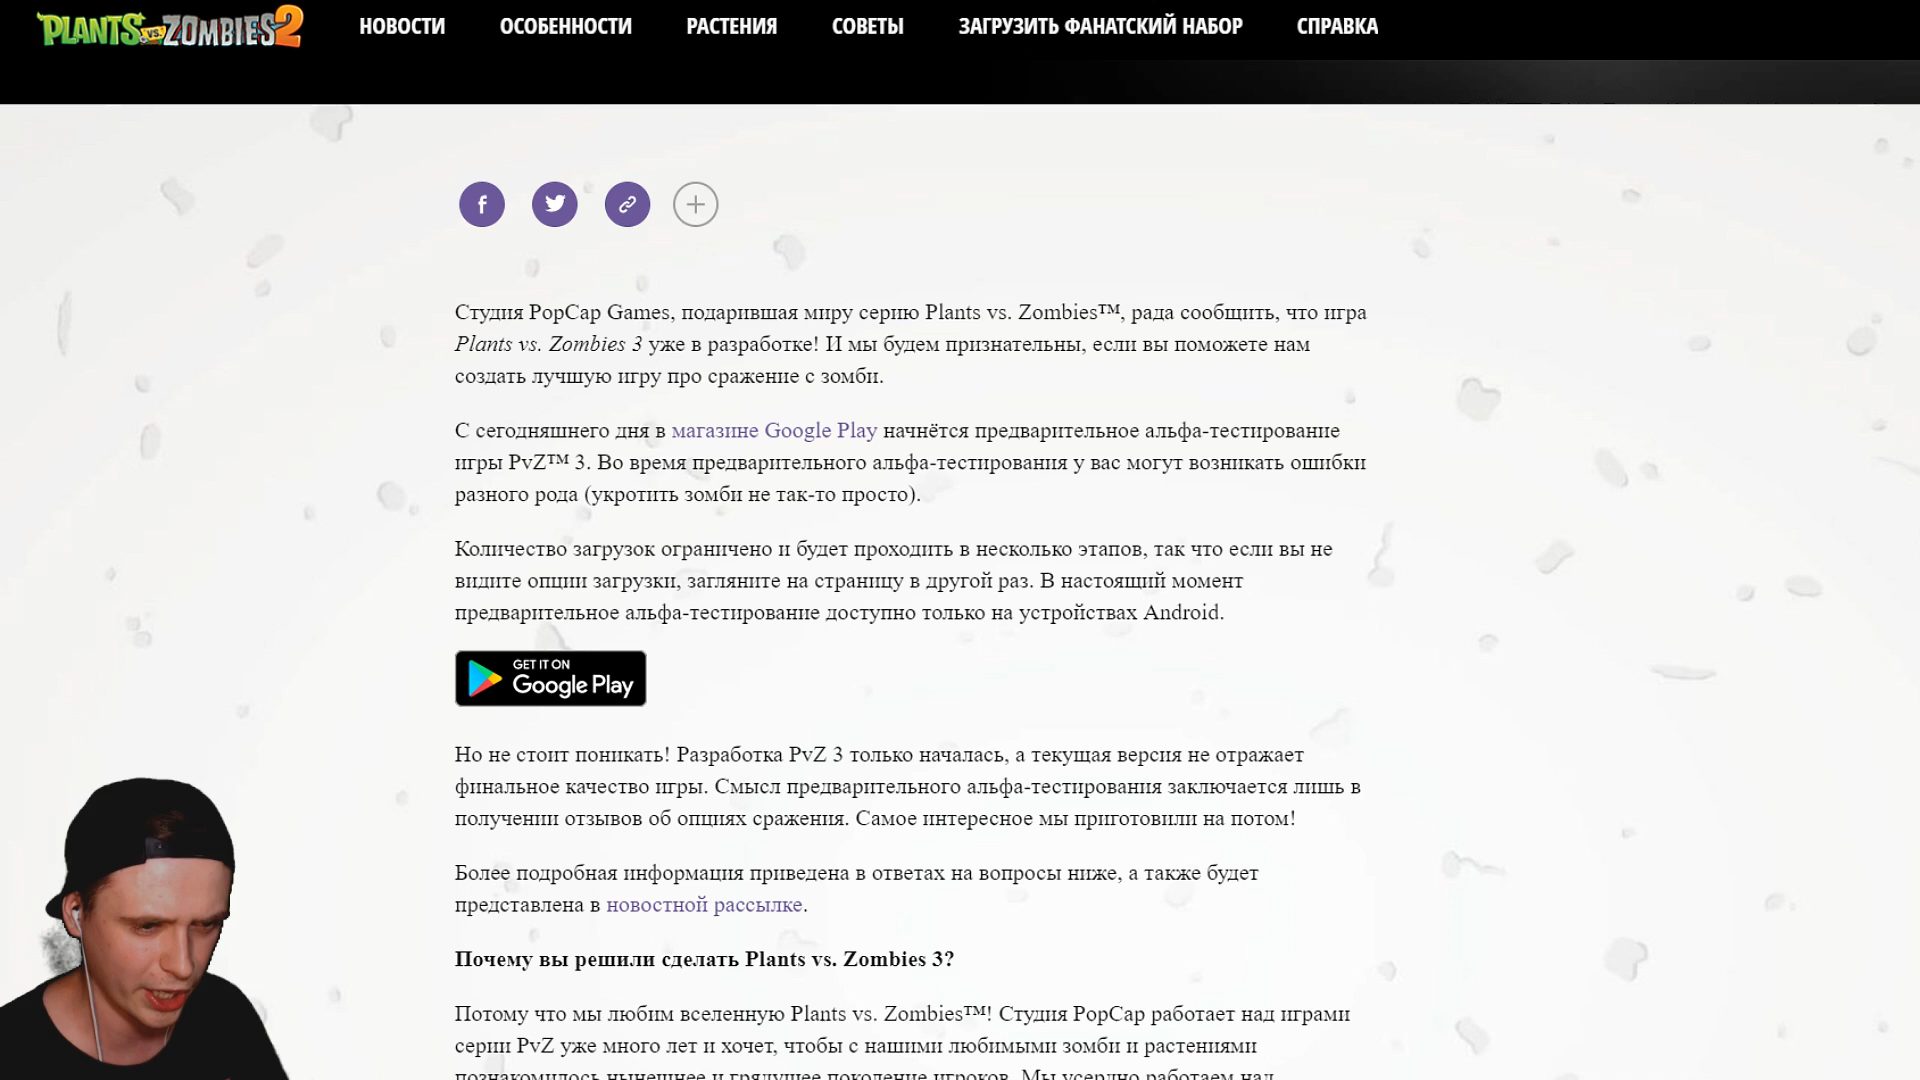 PLANTS VS. ZOMBIES 2
НОВОСТИ
ОСОБЕННОСТИ
РАСТЕНИЯ
СОВЕТЫ
ЗАГРУЗИТЬ ФАНАТСКИЙ НАБОР
СПРАВКА
Студия PopCap Games, подарившая миру серию Plants vs. Zombies™, рада сообщить, что игра
Plants vs. Zombies 3 уже в разработке! И мы будем признательны, если вы поможете нам
создать лучшую игру про сражение с зомби.
С сегодняшнего дня в магазине Google Play начнётся предварительное альфа-тестирование
игры PvZ™ 3. Во время предварительного альфа-тестирования у вас могут возникать ошибки
разного рода (укротить зомби не так-то просто).
Количество загрузок ограничено и будет проходить в несколько этапов, так что если вы не
видите опции загрузки, загляните на страницу в другой раз. В настоящий момент
предварительное альфа-тестирование доступно только на устройствах Android.
GET IT ON
Google Play
Но не стоит поникать! Разработка PvZ 3 только началась, а текущая версия не отражает
финальное качество игры. Смысл предварительного альфа-тестирования заключается лишь в
получении отзывов об опциях сражения. Самое интересное мы приготовили на потом!
Более подробная информация приведена в ответах на вопросы ниже, а также будет
представлена в новостной рассылке.
Почему вы решили сделать Plants vs. Zombies 3?
Потому что мы любим вселенную Plants vs. Zombies™! Студия PopCap работает над играми
серии PvZ уже много лет и хочет, чтобы с нашими любимыми зомби и растениями
познакомилось нынешнее и грядущее поколение игроков. Мы усердно работаем над